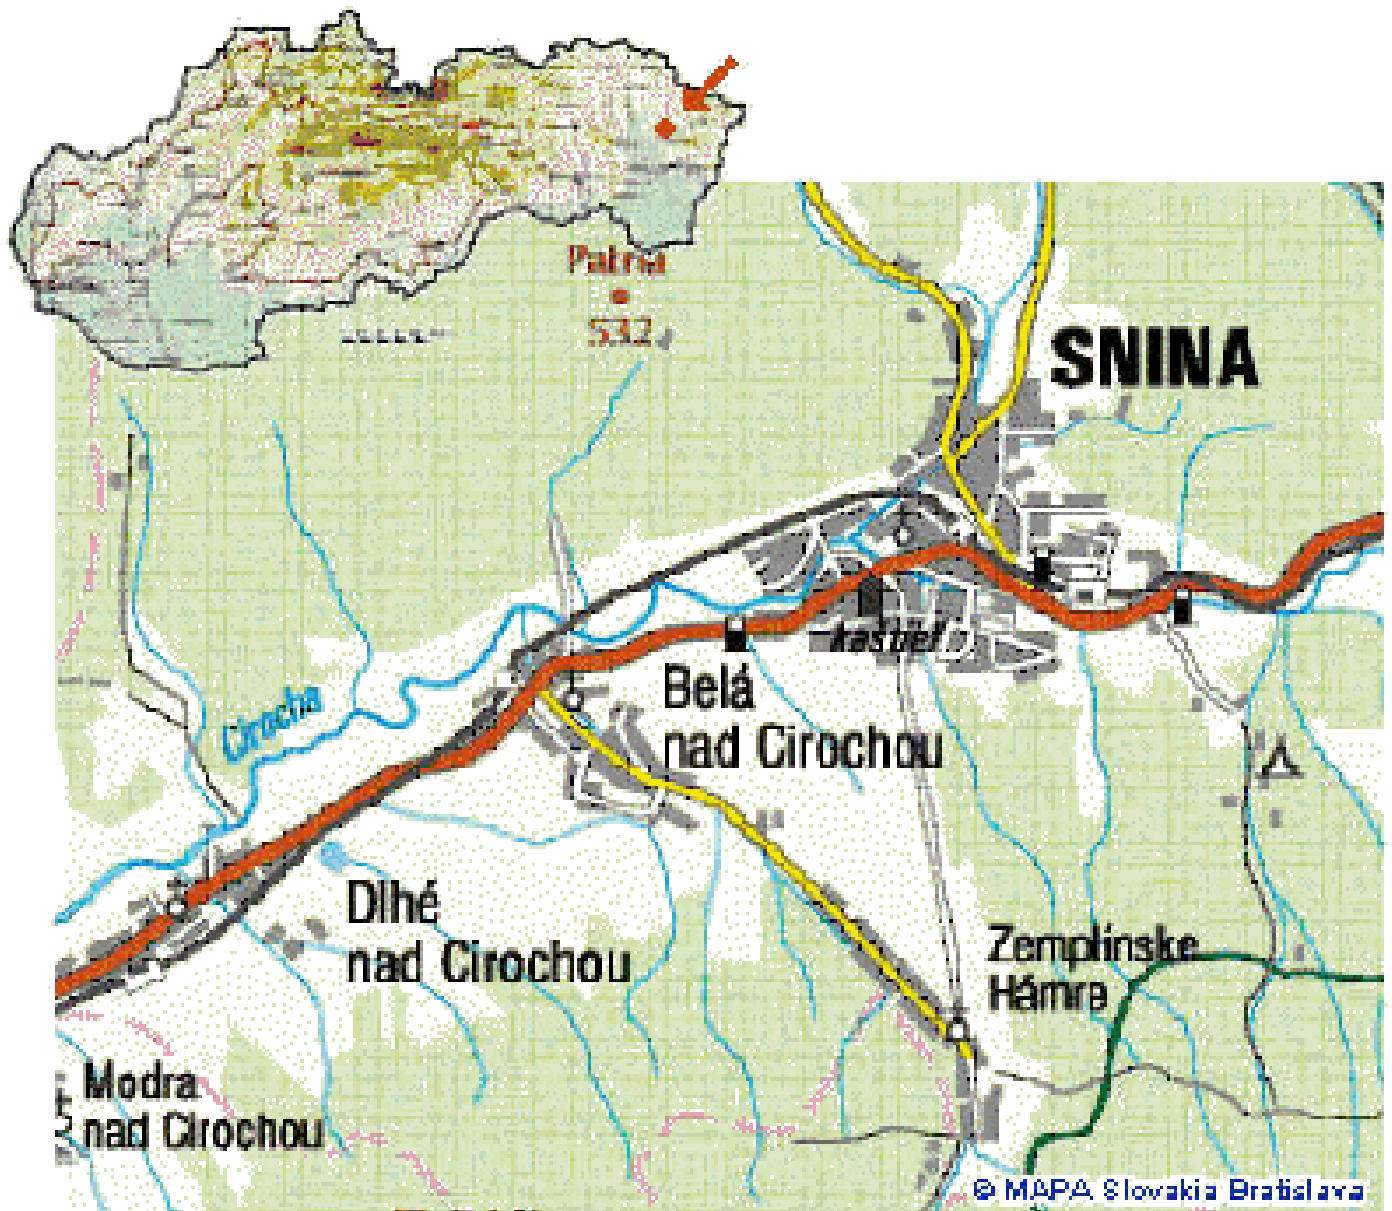 Patria
532
SNINA
kaštieľ
Belá
nad Cirochou
Cirocha
Dlhé
nad Cirochou
Zemplínske
Hámre
Modra
nad Cirochou
© MAPA Slovakia Bratislava